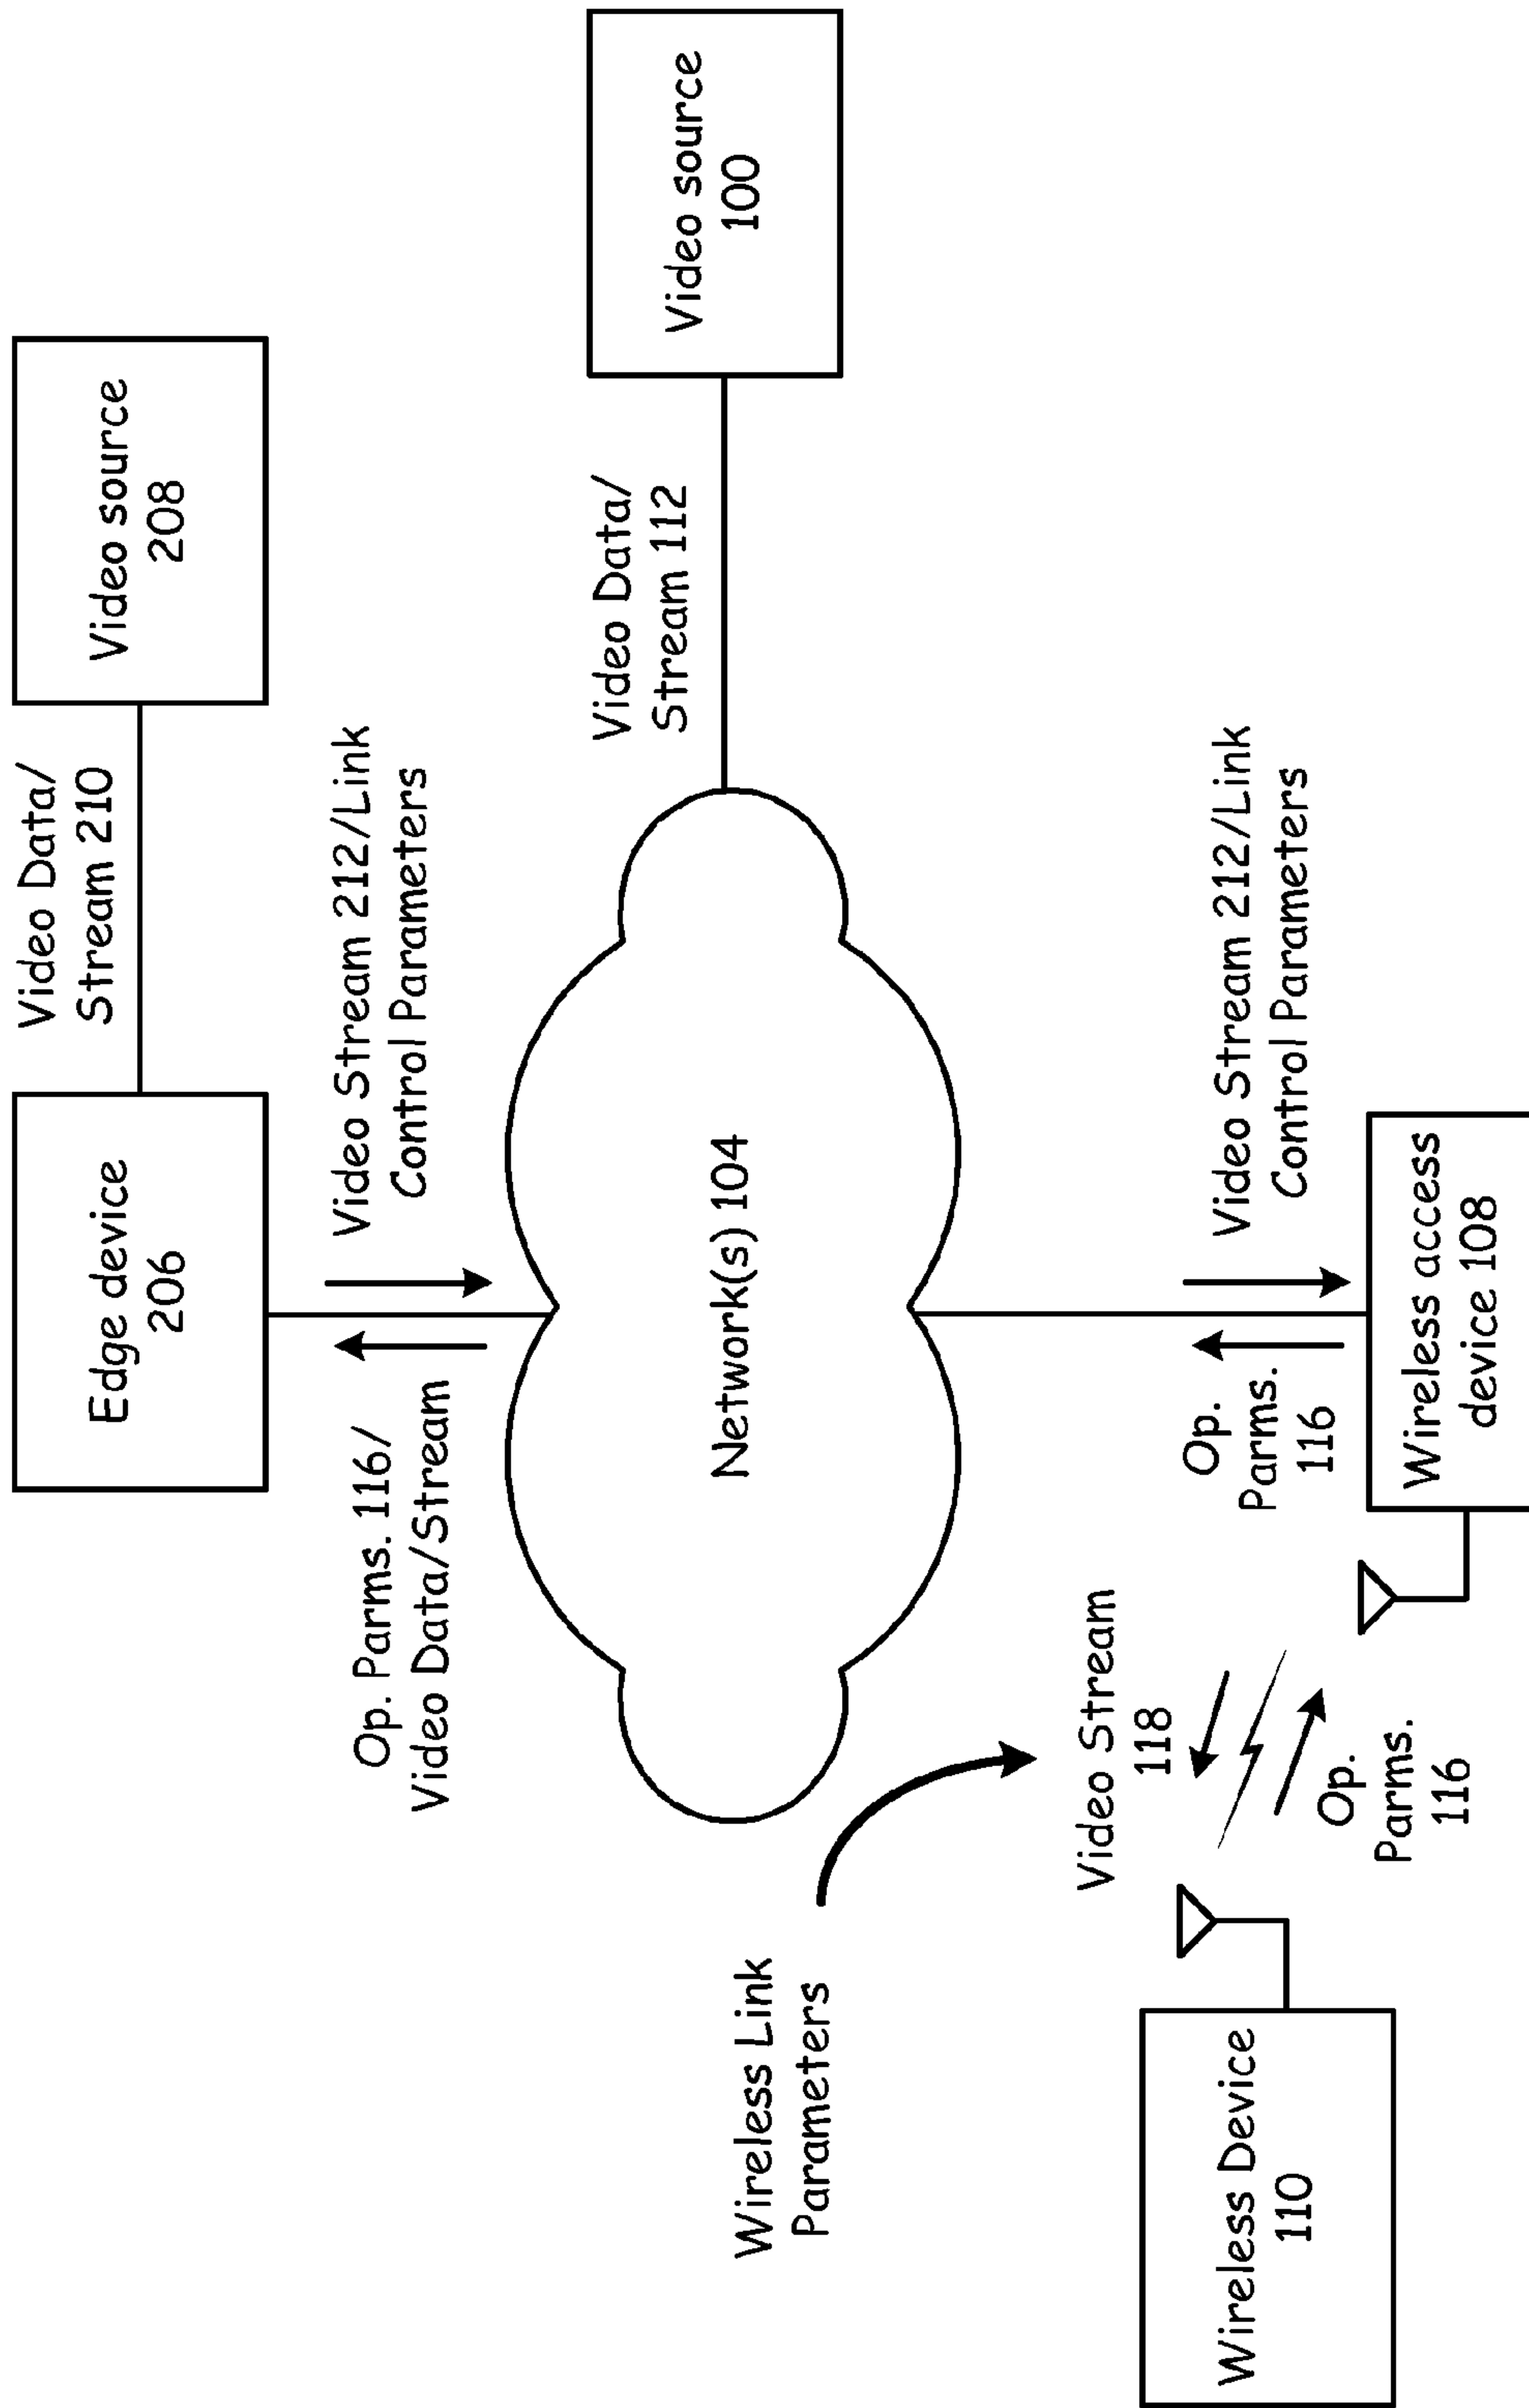 Video Data/
Stream 210
Edge device
206
Video source
208
Op. Parms. 116/
Video Data/Stream
Video Stream 212/Link
Control Parameters
Video Data/
Stream 112
Video source
100
Network(s) 104
Wireless Link
Parameters
Video Stream
118
Op.
Parms.
116
Op.
Parms.
116
Video Stream 212/Link
Control Parameters
Wireless Device
110
Wireless access
device 108